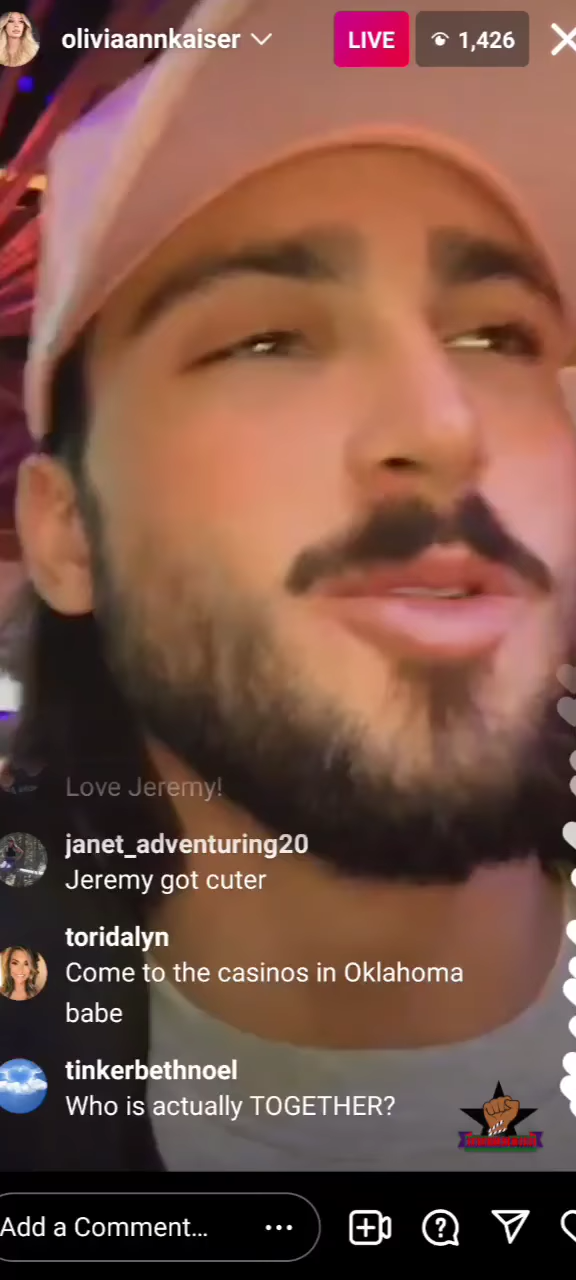 oliviaannkaiser
LIVE
1,426
Love Jeremy!
janet_adventuring20
Jeremy got cuter
toridalyn
Come to the casinos in Oklahoma
babe
tinkerbethnoel
Who is actually TOGETHER?
Add a Comment...